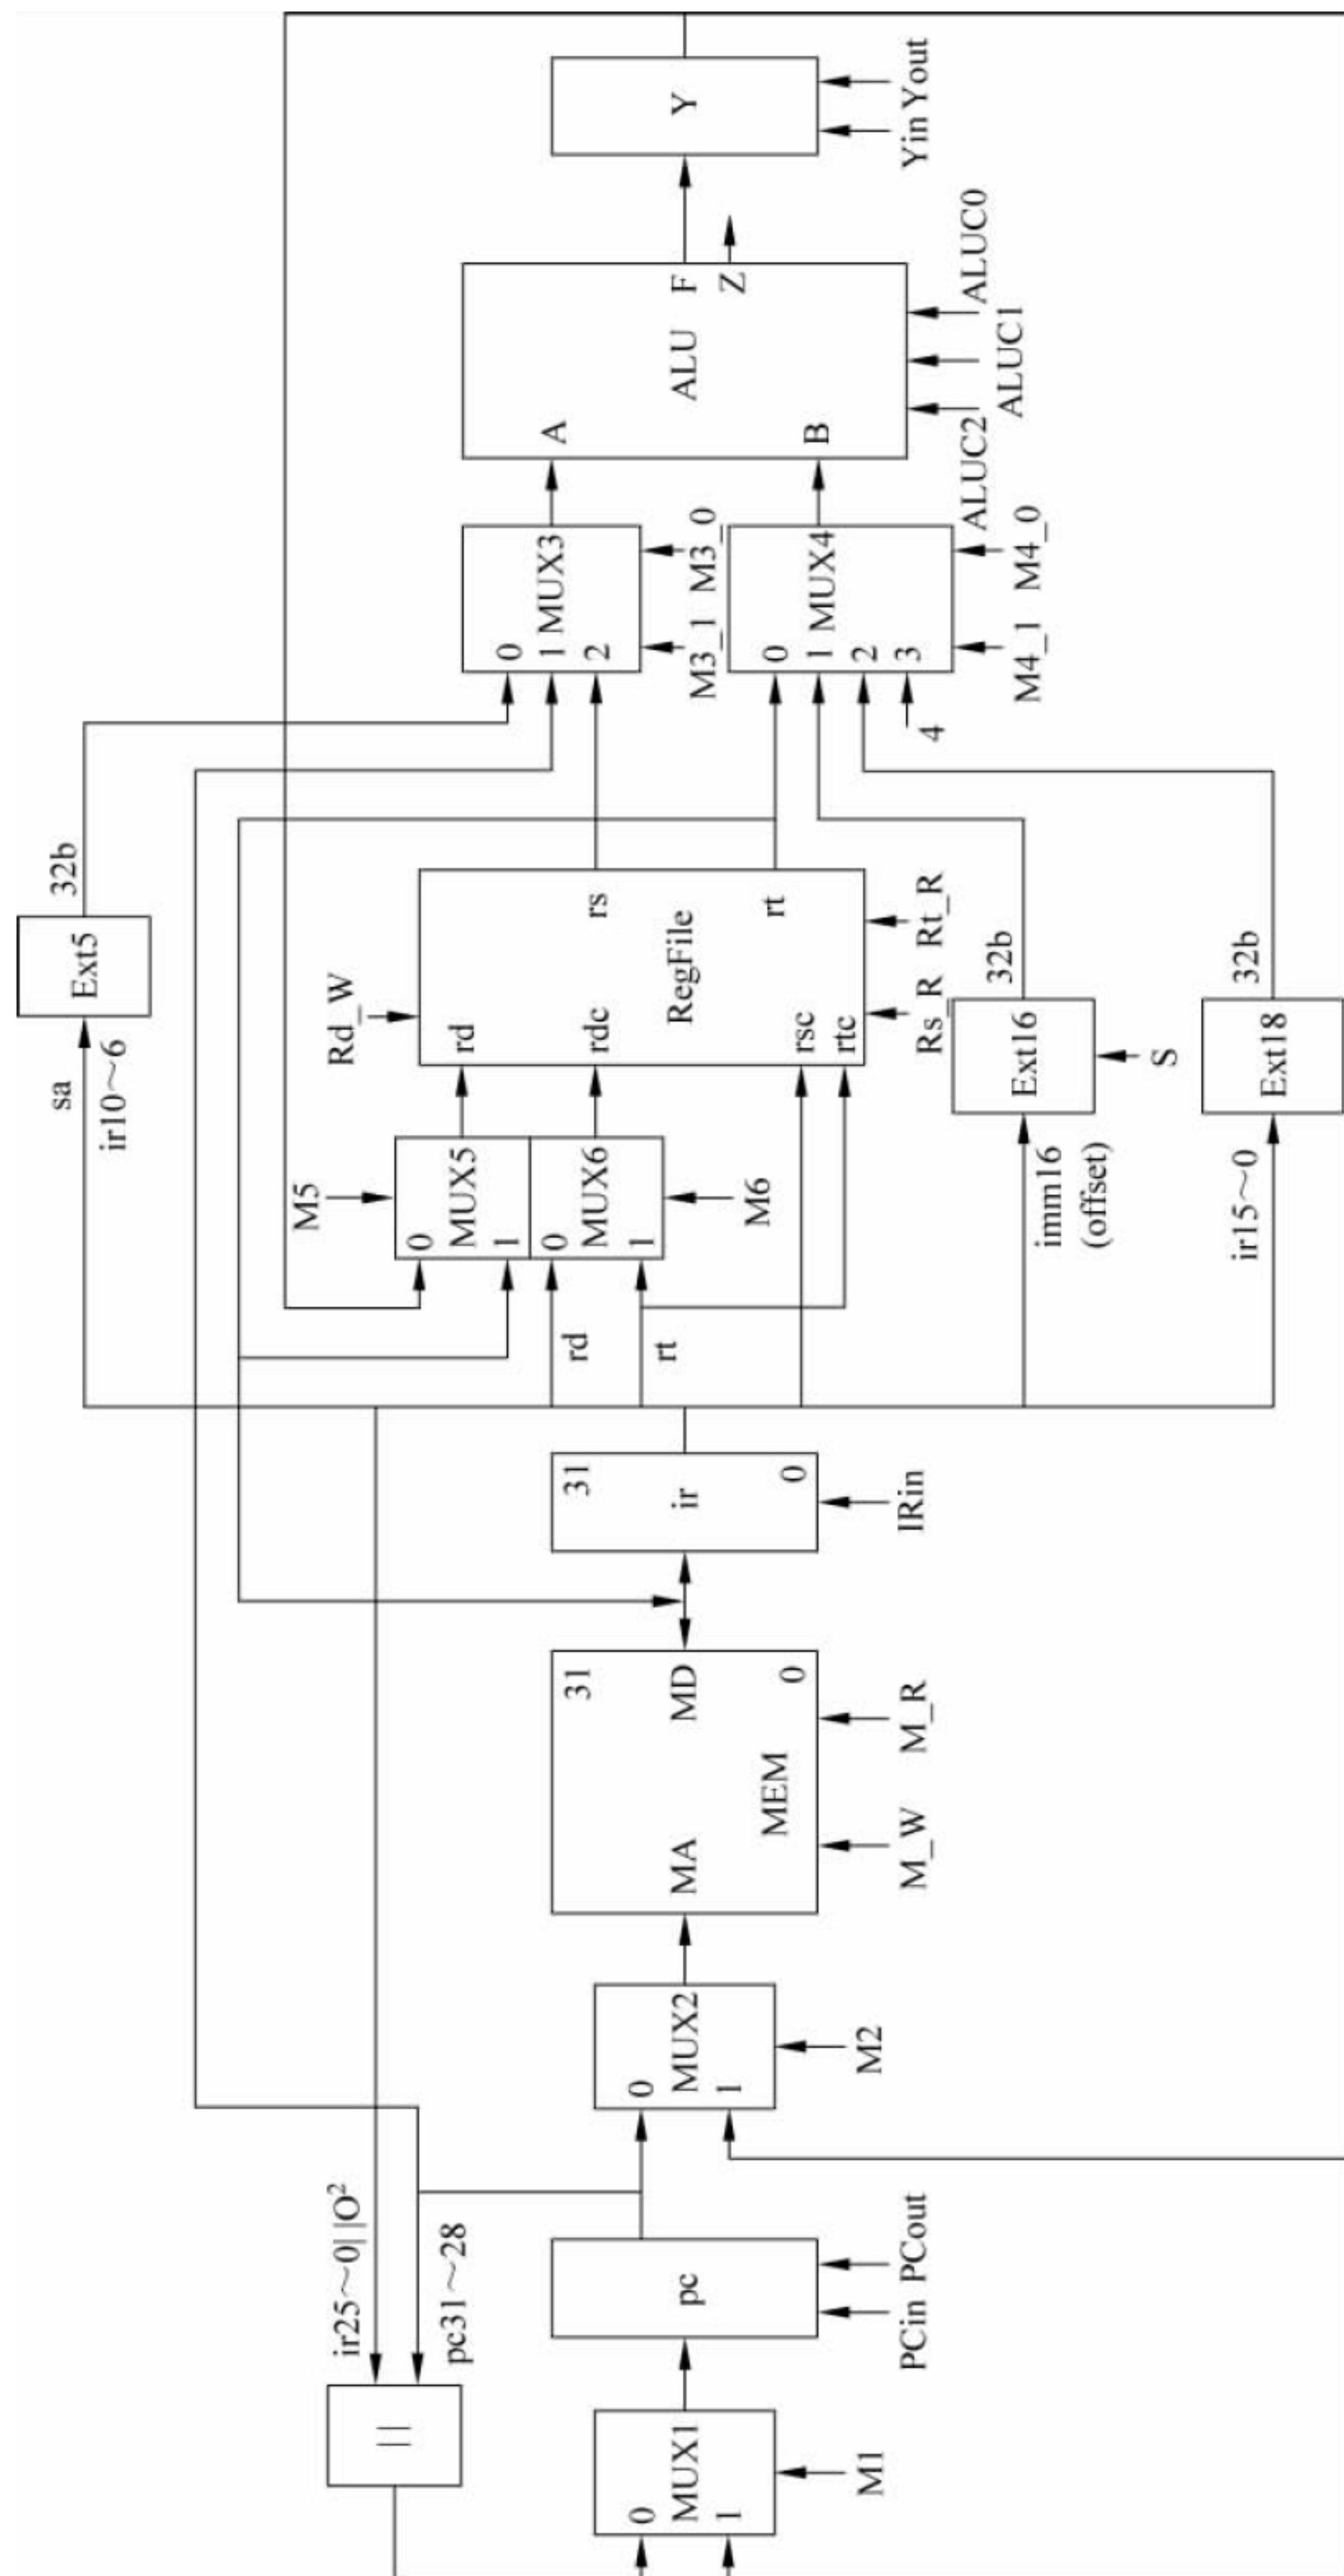 ir25～0||O²
pc31～28
||
0
MUX1
1
M1
pc
PCin PCout
0
MUX2
1
M2
31
MA MD
MEM
0
M_W M_R
31
ir
0
IRin
sa
ir10～6
Ext5
32b
M5
0
MUX5
1
0
MUX6
1
M6
rd
rt
Rd_W
rd
rdc
rsc
rtc
RegFile
rs
rt
Rs_R Rt_R
imm16
(offset)
Ext16
S
32b
ir15～0
Ext18
32b
0
1
2
MUX3
M3_1 M3_0
0
1
2
3
MUX4
4
M4_1 M4_0
A
B
ALU
F
Z
ALUC2
ALUC1
ALUC0
Y
Yin Yout